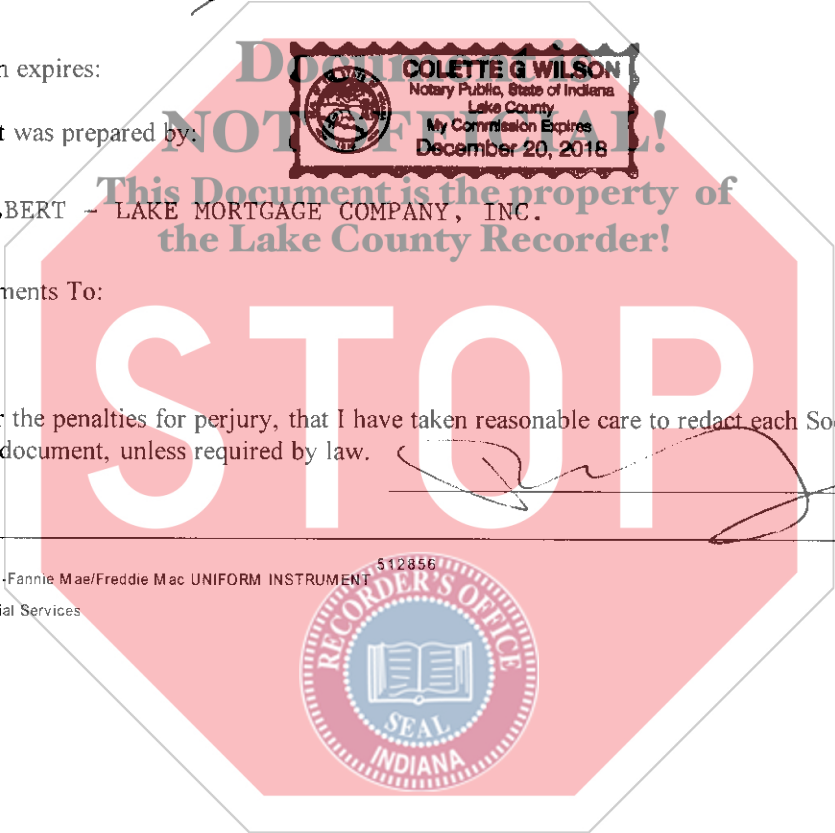 Document is
n expires:
COLETTE G WILSON
Notary Public, State of Indiana
Lake County
My Commission Expires
December 20, 2018
NOT OFFICIAL!
t was prepared by:
This Document is the property of
BERT - LAKE MORTGAGE COMPANY, INC.
the Lake County Recorder!
ments To:
STOP
r the penalties for perjury, that I have taken reasonable care to redact each Soc
document, unless required by law.
512856
-Fannie Mae/Freddie Mac UNIFORM INSTRUMENT
ial Services
RECORDER'S OFFICE
SEAL
INDIANA